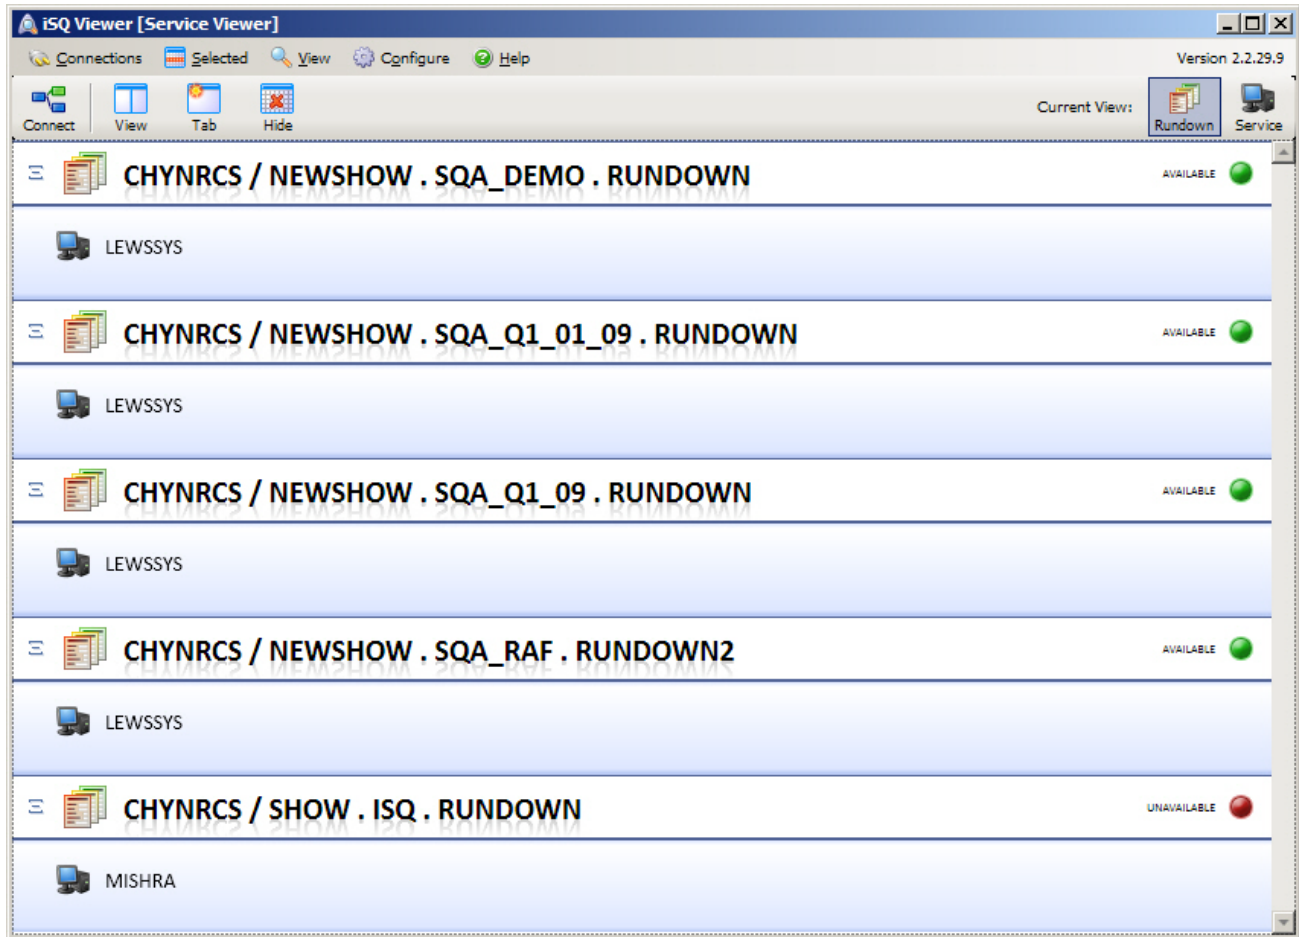 iSQ Viewer [Service Viewer]
Connections Selected View Configure Help Version 2.2.29.9
Connect View Tab Hide Current View: Rundown Service
CHYNRCS / NEWSHOW . SQA_DEMO . RUNDOWN AVAILABLE
LEWSSYS
CHYNRCS / NEWSHOW . SQA_Q1_01_09 . RUNDOWN AVAILABLE
LEWSSYS
CHYNRCS / NEWSHOW . SQA_Q1_09 . RUNDOWN AVAILABLE
LEWSSYS
CHYNRCS / NEWSHOW . SQA_RAF . RUNDOWN2 AVAILABLE
LEWSSYS
CHYNRCS / SHOW . ISQ . RUNDOWN UNAVAILABLE
MISHRA